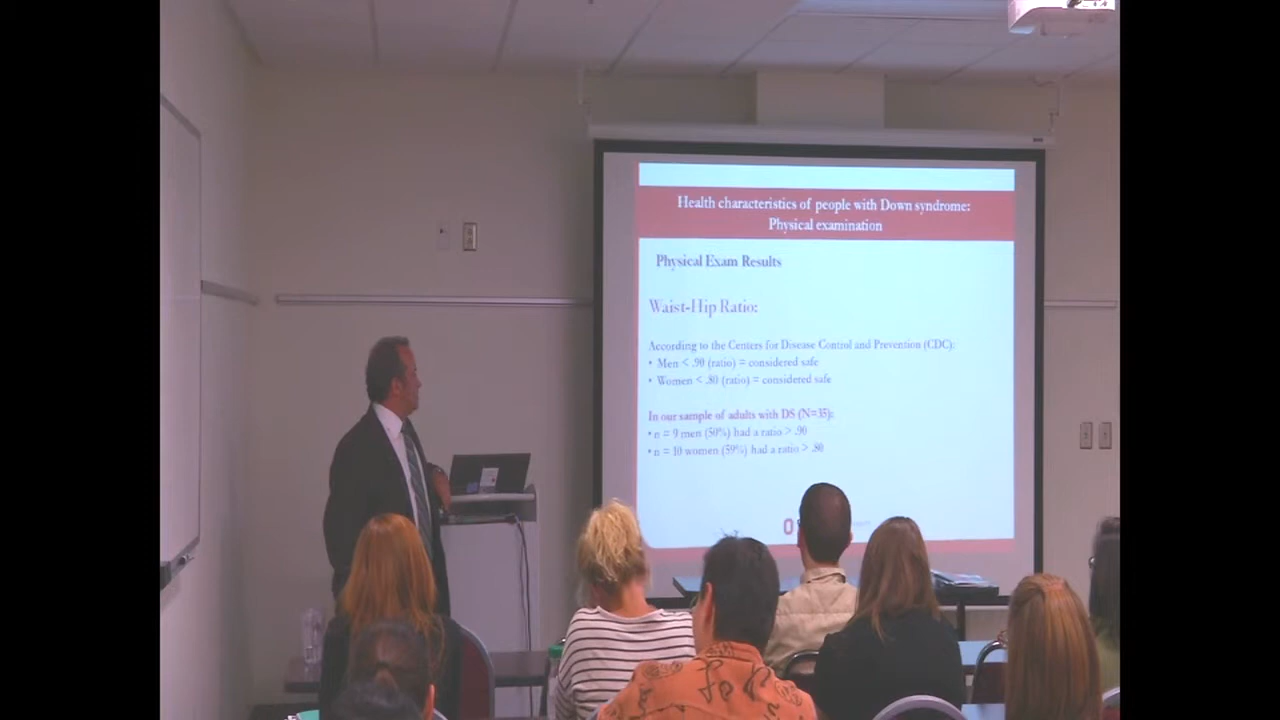 Health characteristics of people with Down syndrome:
Physical examination
Physical Exam Results
Waist-Hip Ratio:
According to the Centers for Disease Control and Prevention (CDC):
• Men < .90 (ratio) = considered safe
• Women < .80 (ratio) = considered safe
In our sample of adults with DS (N=35):
• n = 9 men (50%) had a ratio > .90
• n = 10 women (59%) had a ratio > .80